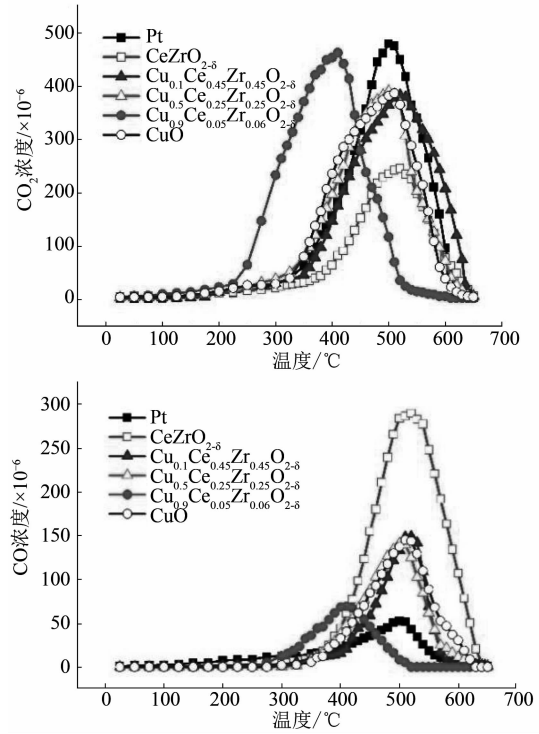 CO₂浓度/×10⁻⁶
500
400
300
200
100
0
Pt
CeZrO₂₋δ
Cu₀.₁Ce₀.₄₅Zr₀.₄₅O₂₋δ
Cu₀.₅Ce₀.₂₅Zr₀.₂₅O₂₋δ
Cu₀.₉Ce₀.₀₅Zr₀.₀₆O₂₋δ
CuO
0 100 200 300 400 500 600 700
温度/℃
CO浓度/×10⁻⁶
300
250
200
150
100
50
0
Pt
CeZrO₂₋δ
Cu₀.₁Ce₀.₄₅Zr₀.₄₅O₂₋δ
Cu₀.₅Ce₀.₂₅Zr₀.₂₅O₂₋δ
Cu₀.₉Ce₀.₀₅Zr₀.₀₆O₂₋δ
CuO
0 100 200 300 400 500 600 700
温度/℃